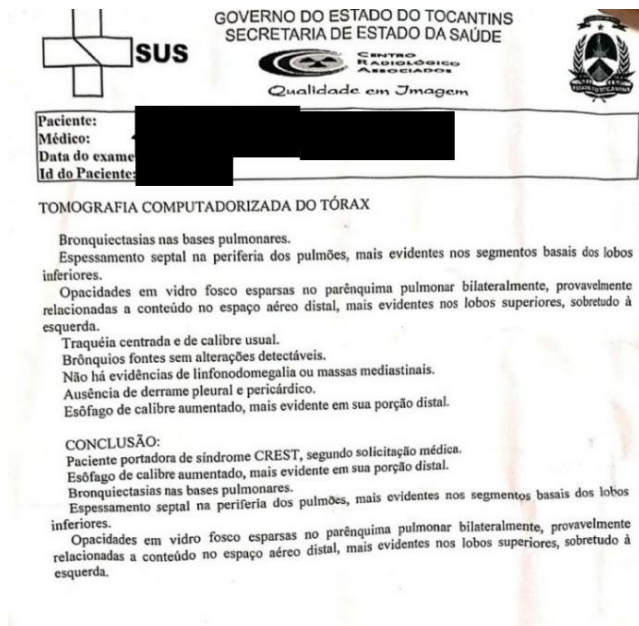 GOVERNO DO ESTADO DO TOCANTINS
SECRETARIA DE ESTADO DA SAÚDE
SUS
CENTRO
RADIOLÓGICO
ASSOCIADOS
Qualidade em Imagem
Paciente:
Médico:
Data do exame
Id do Paciente:
TOMOGRAFIA COMPUTADORIZADA DO TÓRAX
Bronquiectasias nas bases pulmonares.
Espessamento septal na periferia dos pulmões, mais evidentes nos segmentos basais dos lobos
inferiores.
Opacidades em vidro fosco esparsas no parênquima pulmonar bilateralmente, provavelmente
relacionadas a conteúdo no espaço aéreo distal, mais evidentes nos lobos superiores, sobretudo à
esquerda.
Traquéia centrada e de calibre usual.
Brônquios fontes sem alterações detectáveis.
Não há evidências de linfonodomegalia ou massas mediastinais.
Ausência de derrame pleural e pericárdico.
Esôfago de calibre aumentado, mais evidente em sua porção distal.
CONCLUSÃO:
Paciente portadora de síndrome CREST, segundo solicitação médica.
Esôfago de calibre aumentado, mais evidente em sua porção distal.
Bronquiectasias nas bases pulmonares.
Espessamento septal na periferia dos pulmões, mais evidentes nos segmentos basais dos lobos
inferiores.
Opacidades em vidro fosco esparsas no parênquima pulmonar bilateralmente, provavelmente
relacionadas a conteúdo no espaço aéreo distal, mais evidentes nos lobos superiores, sobretudo à
esquerda.